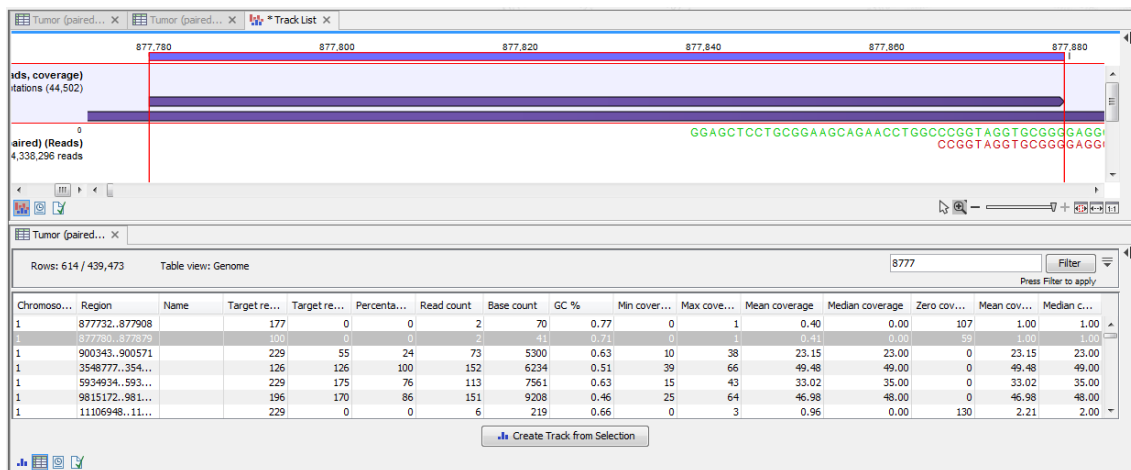 Tumor (paired... Tumor (paired... * Track List
877,780 877,800 877,820 877,840 877,860 877,880
ads, coverage)
tations (44,502)
0
GGAGCTCCTGCGGAAGCAGAACCTGGCCCGGTAGGTGCGGGGAGG
aired) (Reads) CCGGTAGGTGCGGGGAGG
4,338,296 reads
1:1
Tumor (paired...
Rows: 614 / 439,473 Table view: Genome 8777 Filter
Press Filter to apply
Chromoso... Region Name Target re... Target re... Percenta... Read count Base count GC % Min cover... Max cove... Mean coverage Median coverage Zero cov... Mean cov... Median c...
1 877732..877908 177 0 0 2 70 0.77 0 1 0.40 0.00 107 1.00 1.00
1 877780..877879 100 0 0 2 41 0.71 0 1 0.41 0.00 59 1.00 1.00
1 900343..900571 229 55 24 73 5300 0.63 10 38 23.15 23.00 0 23.15 23.00
1 3548777..354... 126 126 100 152 6234 0.51 39 66 49.48 49.00 0 49.48 49.00
1 5934934..593... 229 175 76 113 7561 0.63 15 43 33.02 35.00 0 33.02 35.00
1 9815172..981... 196 170 86 151 9208 0.46 25 64 46.98 48.00 0 46.98 48.00
1 11106948..11... 229 0 0 6 219 0.66 0 3 0.96 0.00 130 2.21 2.00
Create Track from Selection